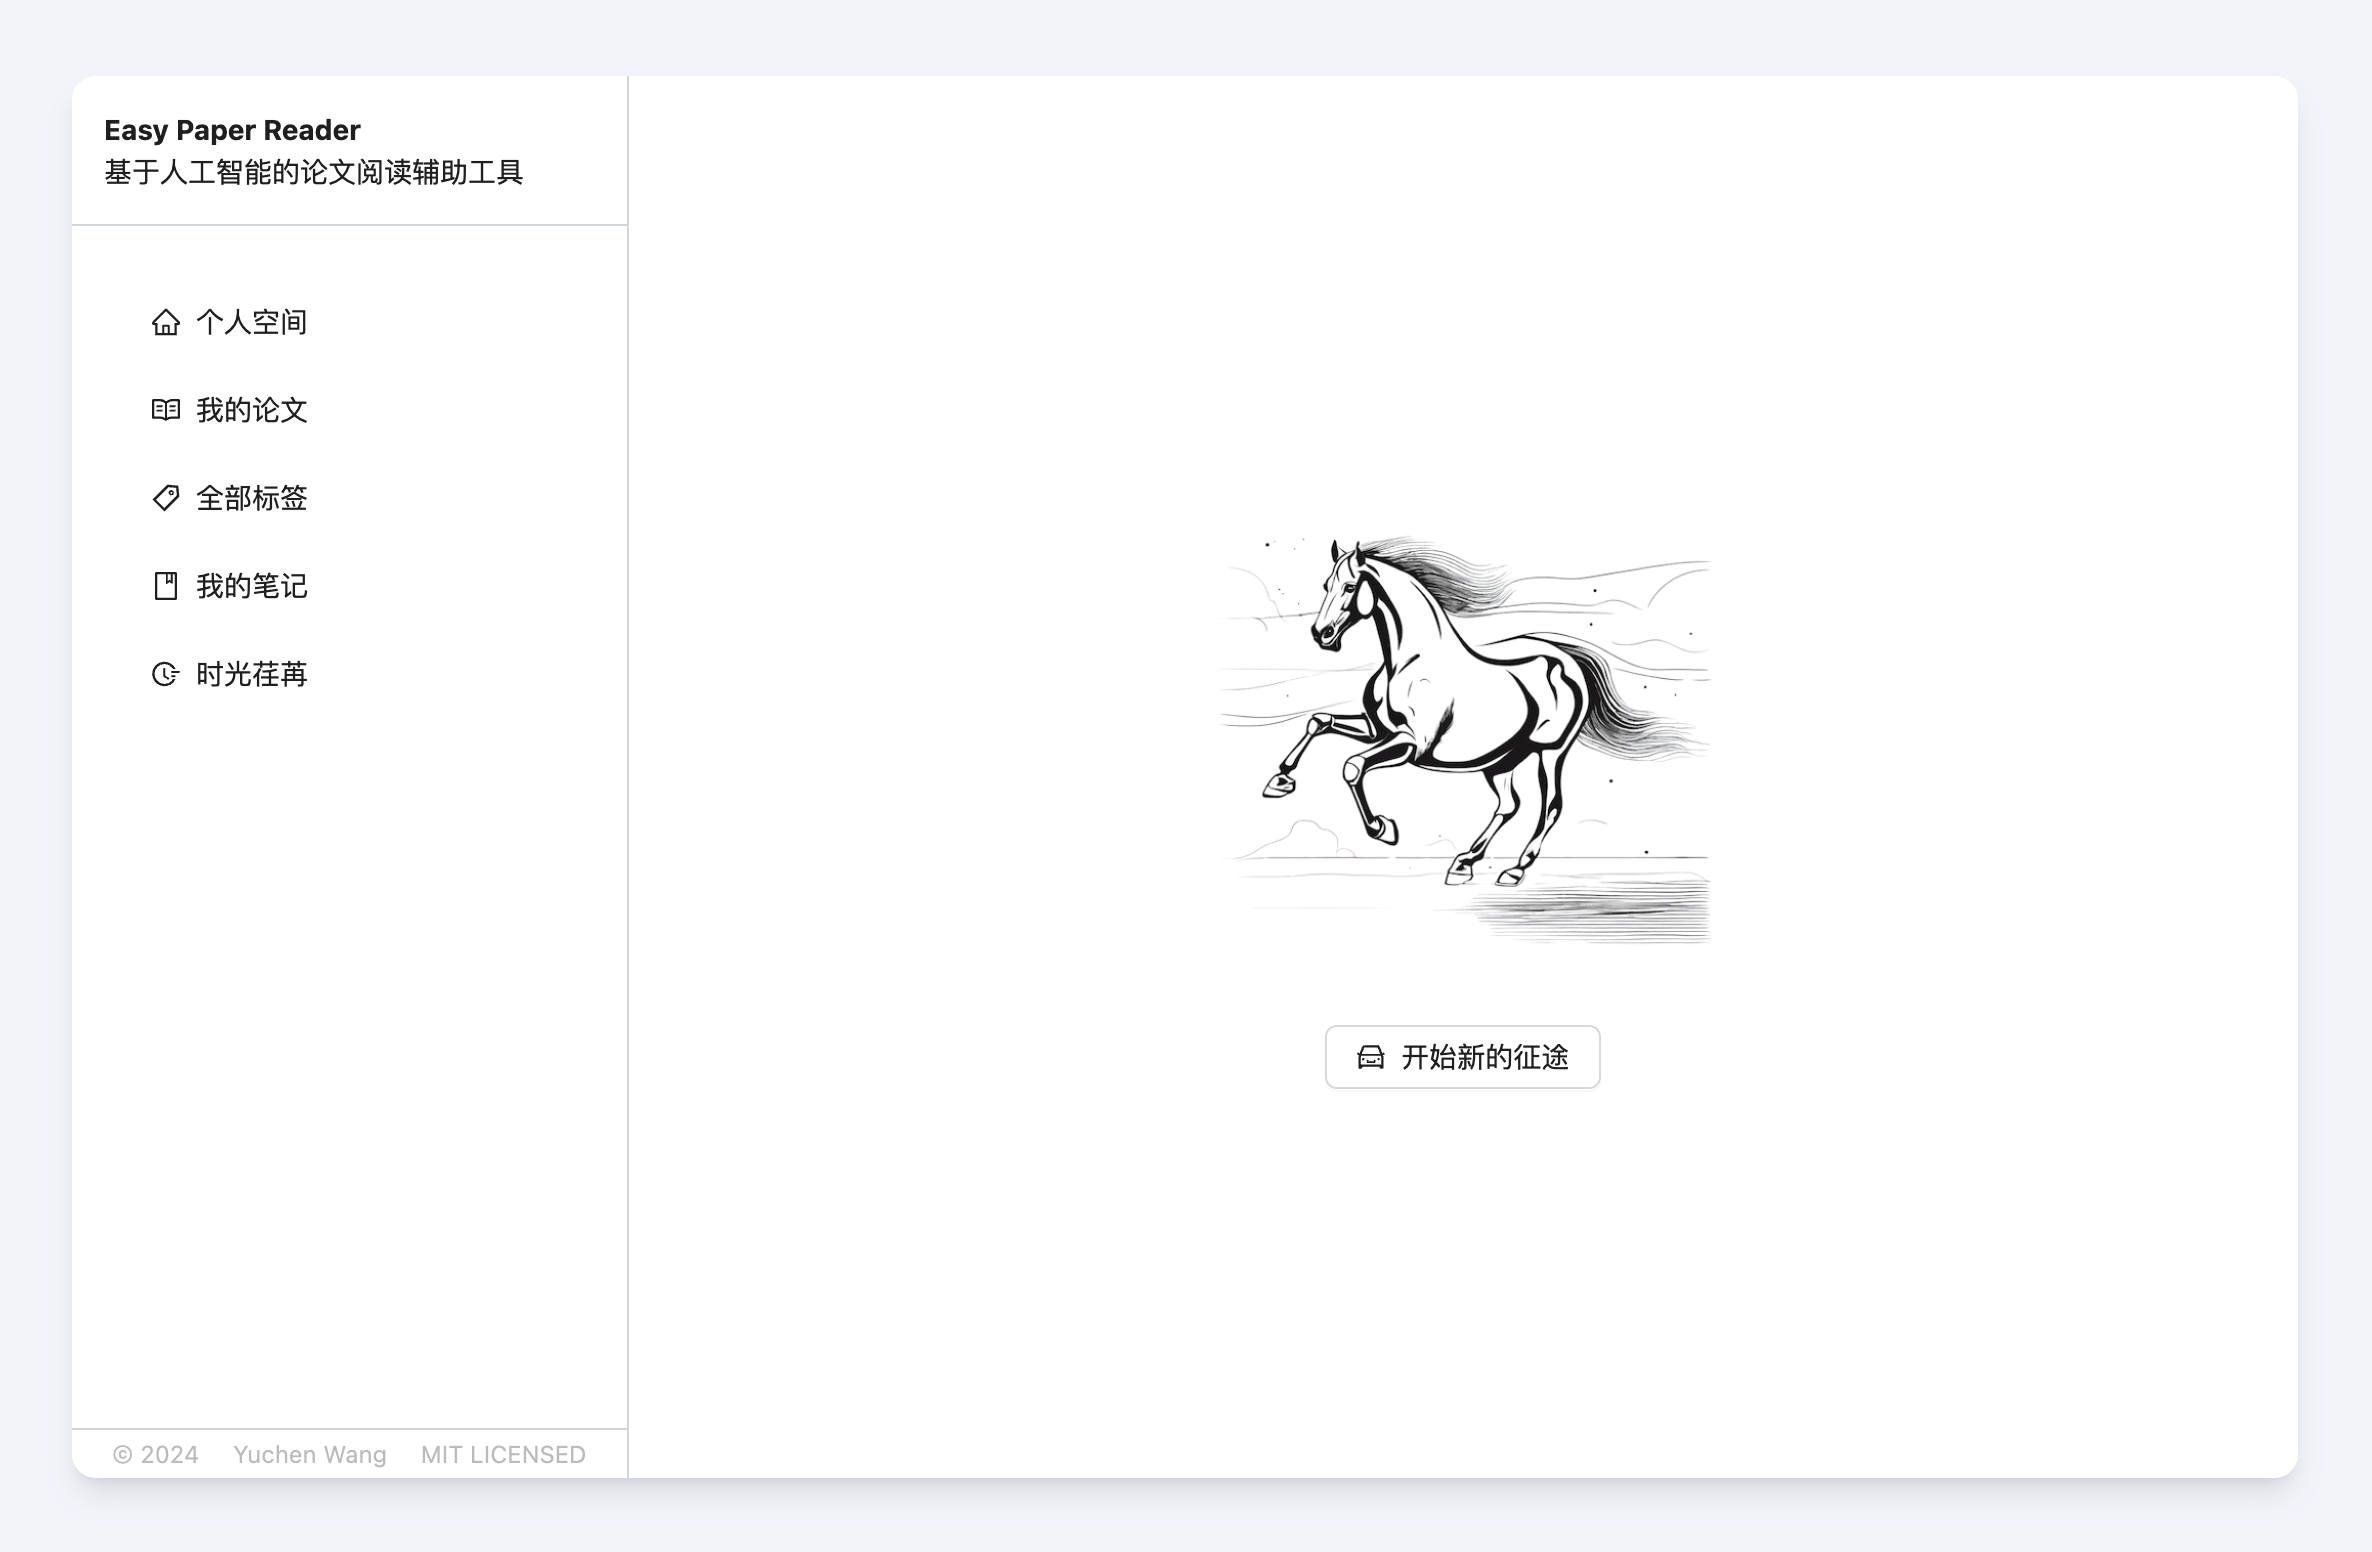 Easy Paper Reader
基于人工智能的论文阅读辅助工具
个人空间
我的论文
全部标签
我的笔记
时光荏苒
开始新的征途
© 2024 Yuchen Wang MIT LICENSED